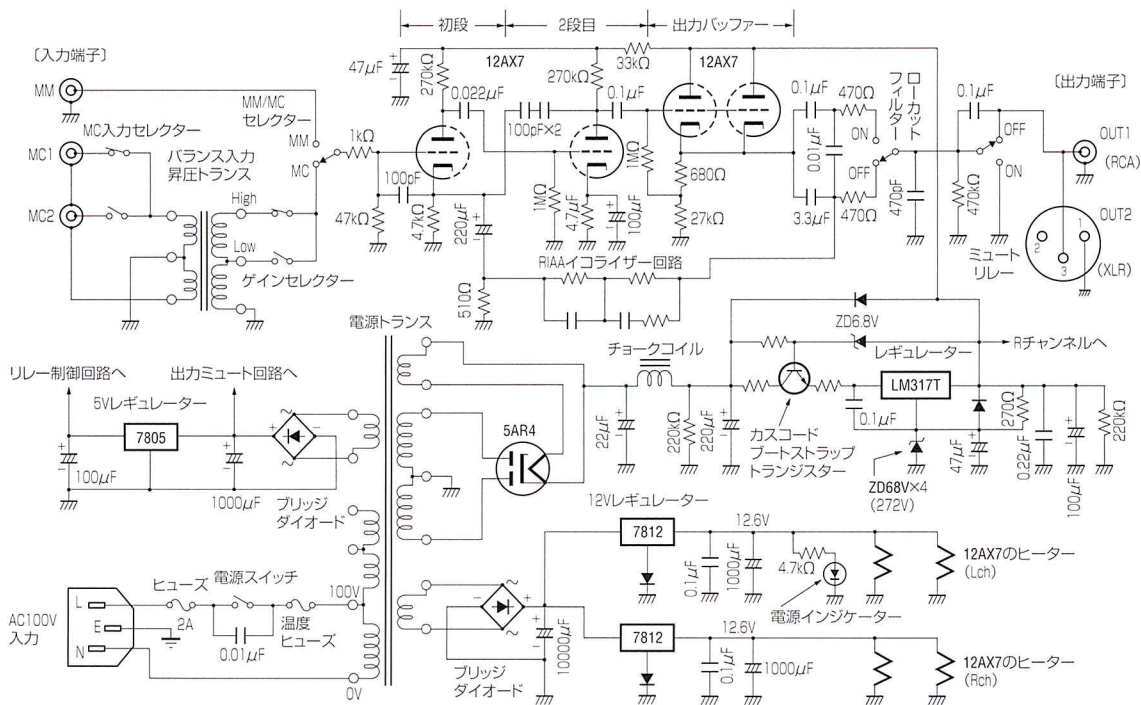 初段
2段目
出力バッファー
〔入力端子〕
MM
MC入力セレクター
MC1
MC2
バランス入力
昇圧トランス
MM/MC
セレクター
MM
MC
High
Low
ゲインセレクター
1kΩ
47kΩ
100pF
4.7kΩ
47μF
270kΩ
12AX7
0.022μF
220μF
510Ω
100pF×2
270kΩ
1MΩ
4.7μF
100μF
0.1μF
33kΩ
12AX7
1MΩ
680Ω
27kΩ
RIAAイコライザー回路
0.1μF
470Ω
0.01μF
3.3μF
470Ω
ON
OFF
ローカット
フィルター
470pF
470kΩ
0.1μF
OFF
ON
ミュート
リレー
〔出力端子〕
OUT1
(RCA)
OUT2
(XLR)
1
2
3
リレー制御回路へ
出力ミュート回路へ
5Vレギュレーター
7805
100μF
1000μF
ブリッジ
ダイオード
電源トランス
5AR4
チョークコイル
22μF
220kΩ
220μF
ZD6.8V
レギュレーター
LM317T
Rチャンネルへ
カスコード
ブートストラップ
トランジスター
0.1μF
ZD68V×4
(272V)
47μF
270Ω
0.22μF
100μF
220kΩ
AC100V
入力
L
E
N
ヒューズ
2A
電源スイッチ
0.01μF
温度
ヒューズ
100V
0V
ブリッジ
ダイオード
10000μF
12Vレギュレーター
7812
0.1μF
1000μF
12.6V
4.7kΩ
電源インジケーター
12AX7のヒーター
(Lch)
7812
0.1μF
1000μF
12.6V
12AX7のヒーター
(Rch)